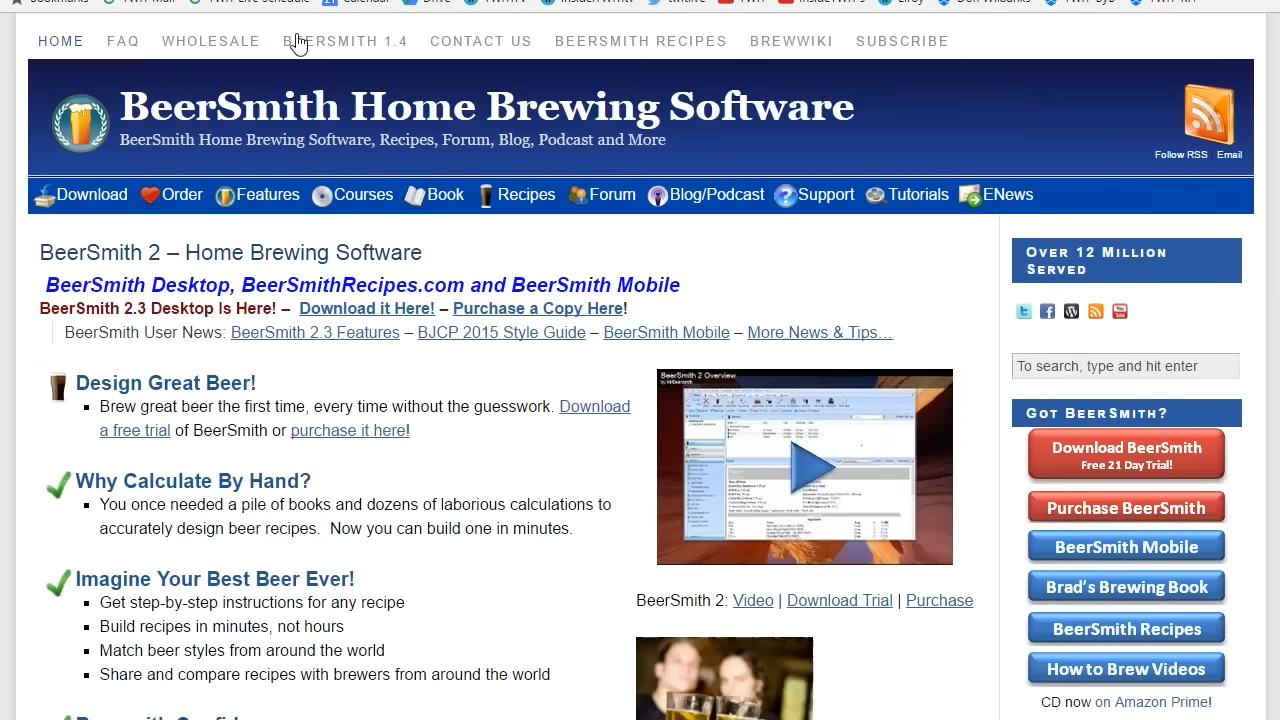 HOME FAQ WHOLESALE BEERSMITH 1.4 CONTACT US BEERSMITH RECIPES BREWWIKI SUBSCRIBE
BeerSmith Home Brewing Software
BeerSmith Home Brewing Software, Recipes, Forum, Blog, Podcast and More
Follow RSS | Email
Download Order Features Courses Book Recipes Forum Blog/Podcast Support Tutorials ENews
BeerSmith 2 – Home Brewing Software
BeerSmith Desktop, BeerSmithRecipes.com and BeerSmith Mobile
BeerSmith 2.3 Desktop Is Here! – Download it Here! – Purchase a Copy Here!
BeerSmith User News: BeerSmith 2.3 Features – BJCP 2015 Style Guide – BeerSmith Mobile – More News & Tips…
Design Great Beer!
Brew great beer the first time, every time without the guesswork. Download
a free trial of BeerSmith or purchase it here!
Why Calculate By Hand?
You once needed a pile of books and dozens of laborious calculations to
accurately design beer recipes. Now you can build one in minutes.
Imagine Your Best Beer Ever!
Get step-by-step instructions for any recipe
Build recipes in minutes, not hours
Match beer styles from around the world
Share and compare recipes with brewers from around the world
BeerSmith 2 Overview
BeerSmith 2: Video | Download Trial | Purchase
Over 12 Million
Served
To search, type and hit enter
Got BeerSmith?
Download BeerSmith
Free 21 Day Trial!
Purchase BeerSmith
BeerSmith Mobile
Brad's Brewing Book
BeerSmith Recipes
How to Brew Videos
CD now on Amazon Prime!